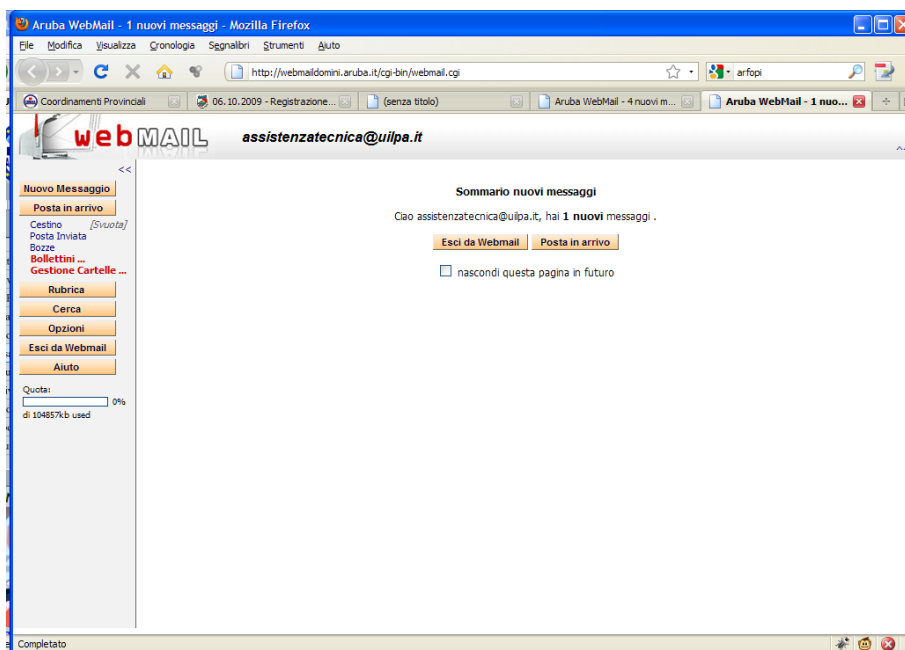 Aruba WebMail - 1 nuovi messaggi - Mozilla Firefox
File Modifica Visualizza Cronologia Segnalibri Strumenti Aiuto
http://webmaildomini.aruba.it/cgi-bin/webmail.cgi
arfopi
Coordinamenti Provinciali
06.10.2009 - Registrazione...
(senza titolo)
Aruba WebMail - 4 nuovi m...
Aruba WebMail - 1 nuo...
webMAIL
assistenzatecnica@uilpa.it
<<
Nuovo Messaggio
Posta in arrivo
Cestino [Svuota]
Posta Inviata
Bozze
Bollettini ...
Gestione Cartelle ...
Rubrica
Cerca
Opzioni
Esci da Webmail
Aiuto
Quota:
0%
di 104857kb used
Sommario nuovi messaggi
Ciao assistenzatecnica@uilpa.it, hai 1 nuovi messaggi .
Esci da Webmail Posta in arrivo
nascondi questa pagina in futuro
Completato